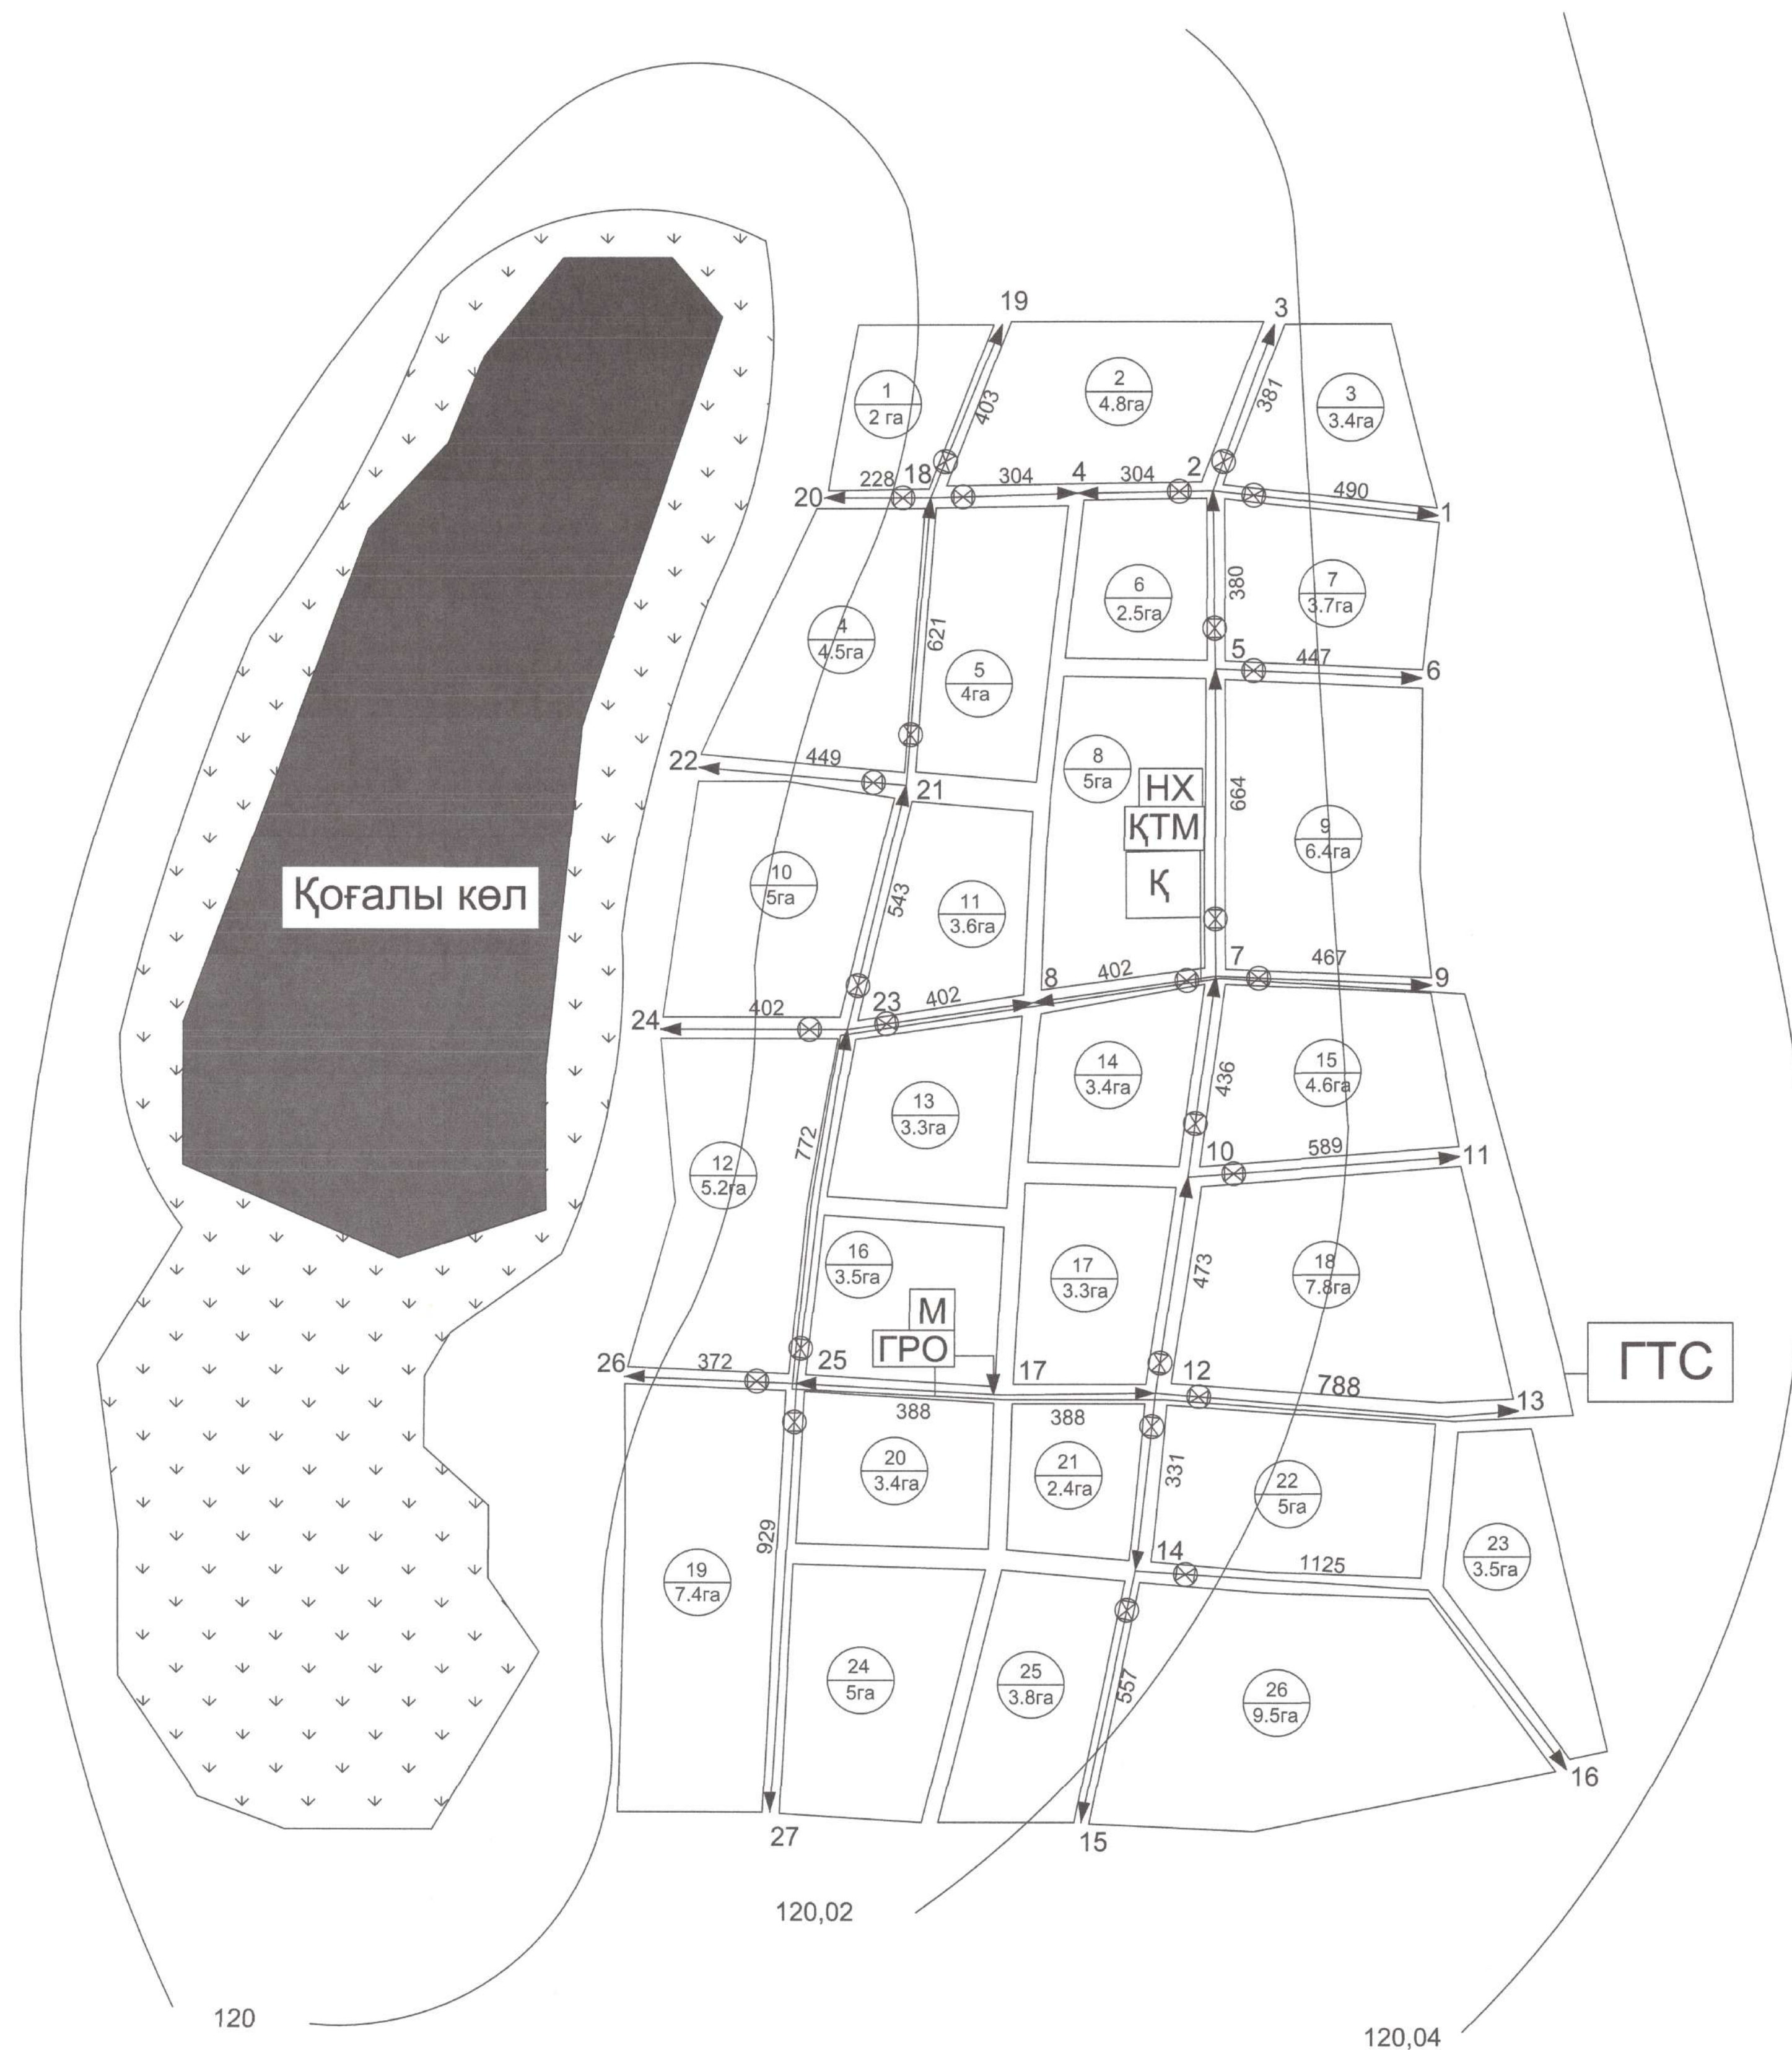 19
3
1
2 га
403
2
4.8га
381
3
3.4га
20
228
18
304
4
304
2
490
1
4
4.5га
621
5
4га
6
2.5га
380
7
3.7га
5
447
6
22
449
21
8
5га
НХ
ҚТМ
Қ
664
9
6.4га
Қоғалы көл
10
5га
543
11
3.6га
24
402
23
402
8
402
7
467
9
12
5.2га
772
13
3.3га
14
3.4га
436
15
4.6га
10
589
11
16
3.5га
17
3.3га
473
18
7.8га
М
ГРО
ГТС
26
372
25
17
12
788
13
388
388
20
3.4га
21
2.4га
331
22
5га
23
3.5га
19
7.4га
929
14
1125
24
5га
25
3.8га
557
26
9.5га
16
27
15
120,02
120
120,04